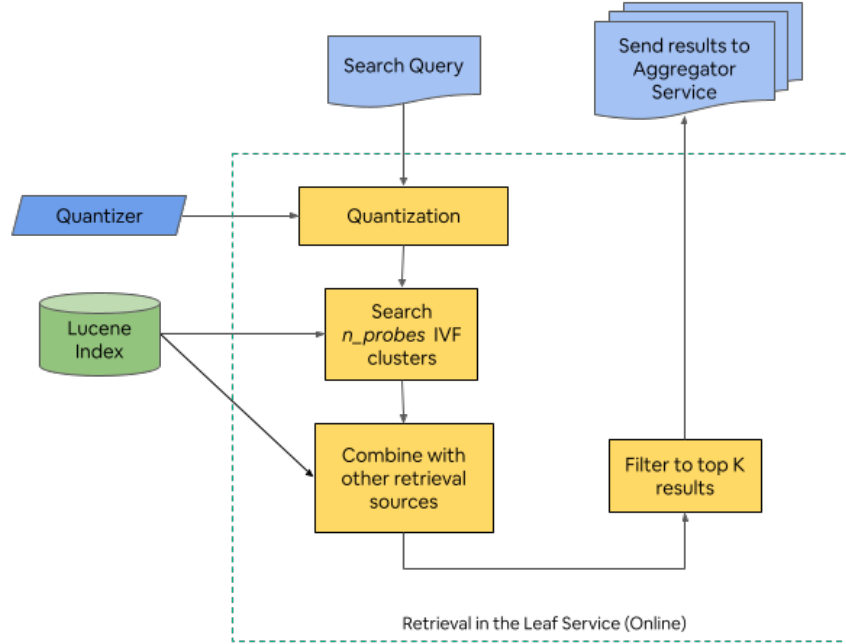 Search Query
Send results to
Aggregator
Service
Quantizer
Quantization
Lucene
Index
Search
n_probes IVF
clusters
Combine with
other retrieval
sources
Filter to top K
results
Retrieval in the Leaf Service (Online)